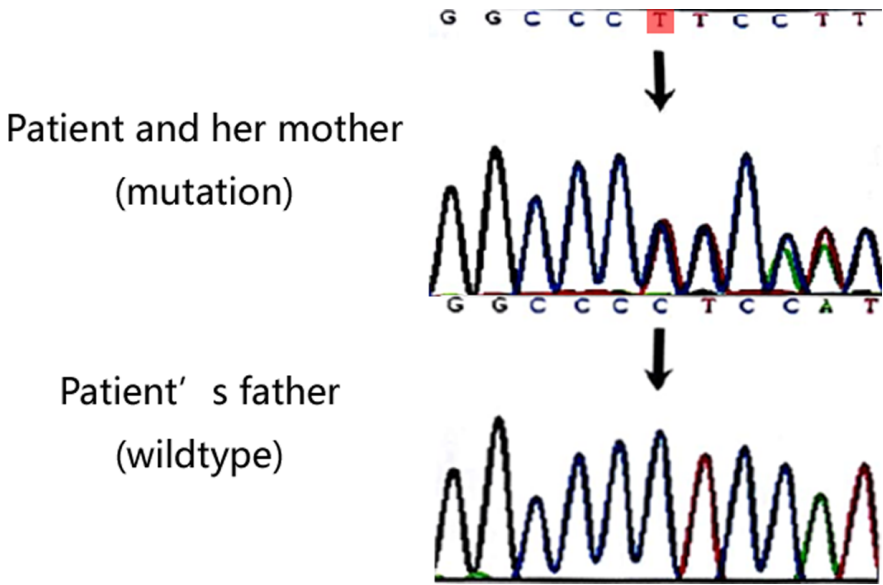 G G C C C T T C C T T
Patient and her mother
(mutation)
G G C C C C T C C A T
Patient’s father
(wildtype)